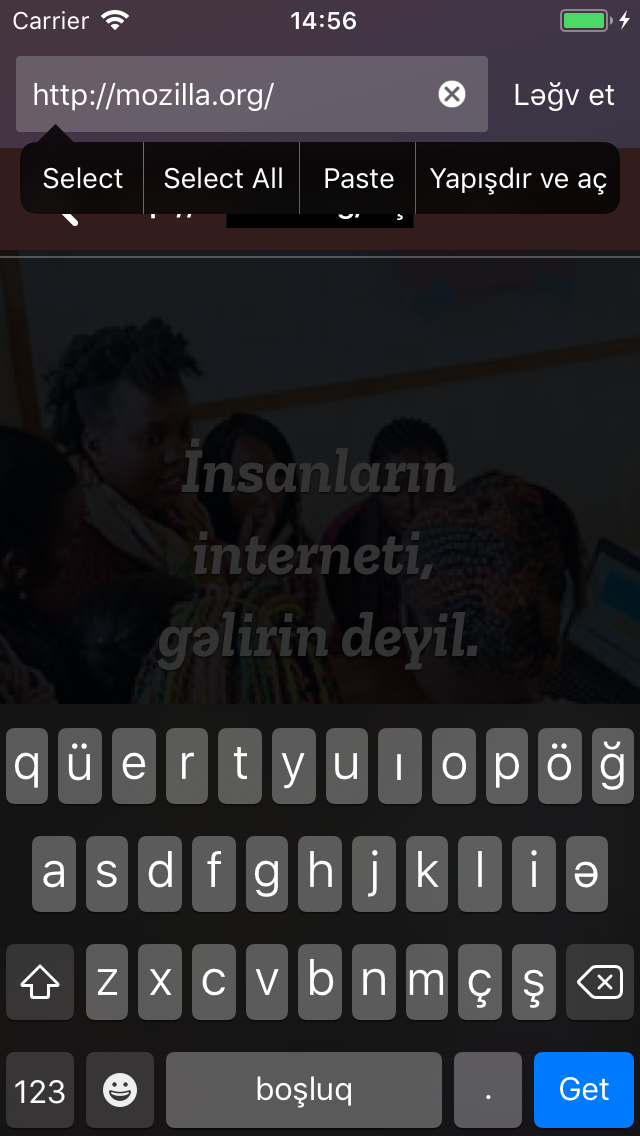 Carrier 14:56
http://mozilla.org/ Ləğv et
Select Select All Paste Yapışdır ve aç
İnsanların
interneti,
gəlirin deyil.
q ü e r t y u ı o p ö ğ
a s d f g h j k l i ə
z x c v b n m ç ş
123 boşluq . Get